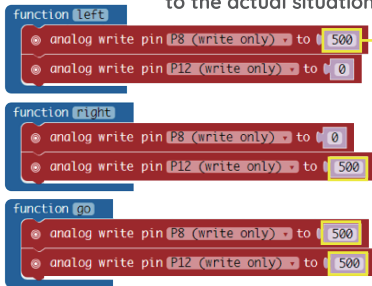 to the actual situation
function left
analog write pin P8 (write only) to 500
analog write pin P12 (write only) to 0
function right
analog write pin P8 (write only) to 0
analog write pin P12 (write only) to 500
function go
analog write pin P8 (write only) to 500
analog write pin P12 (write only) to 500